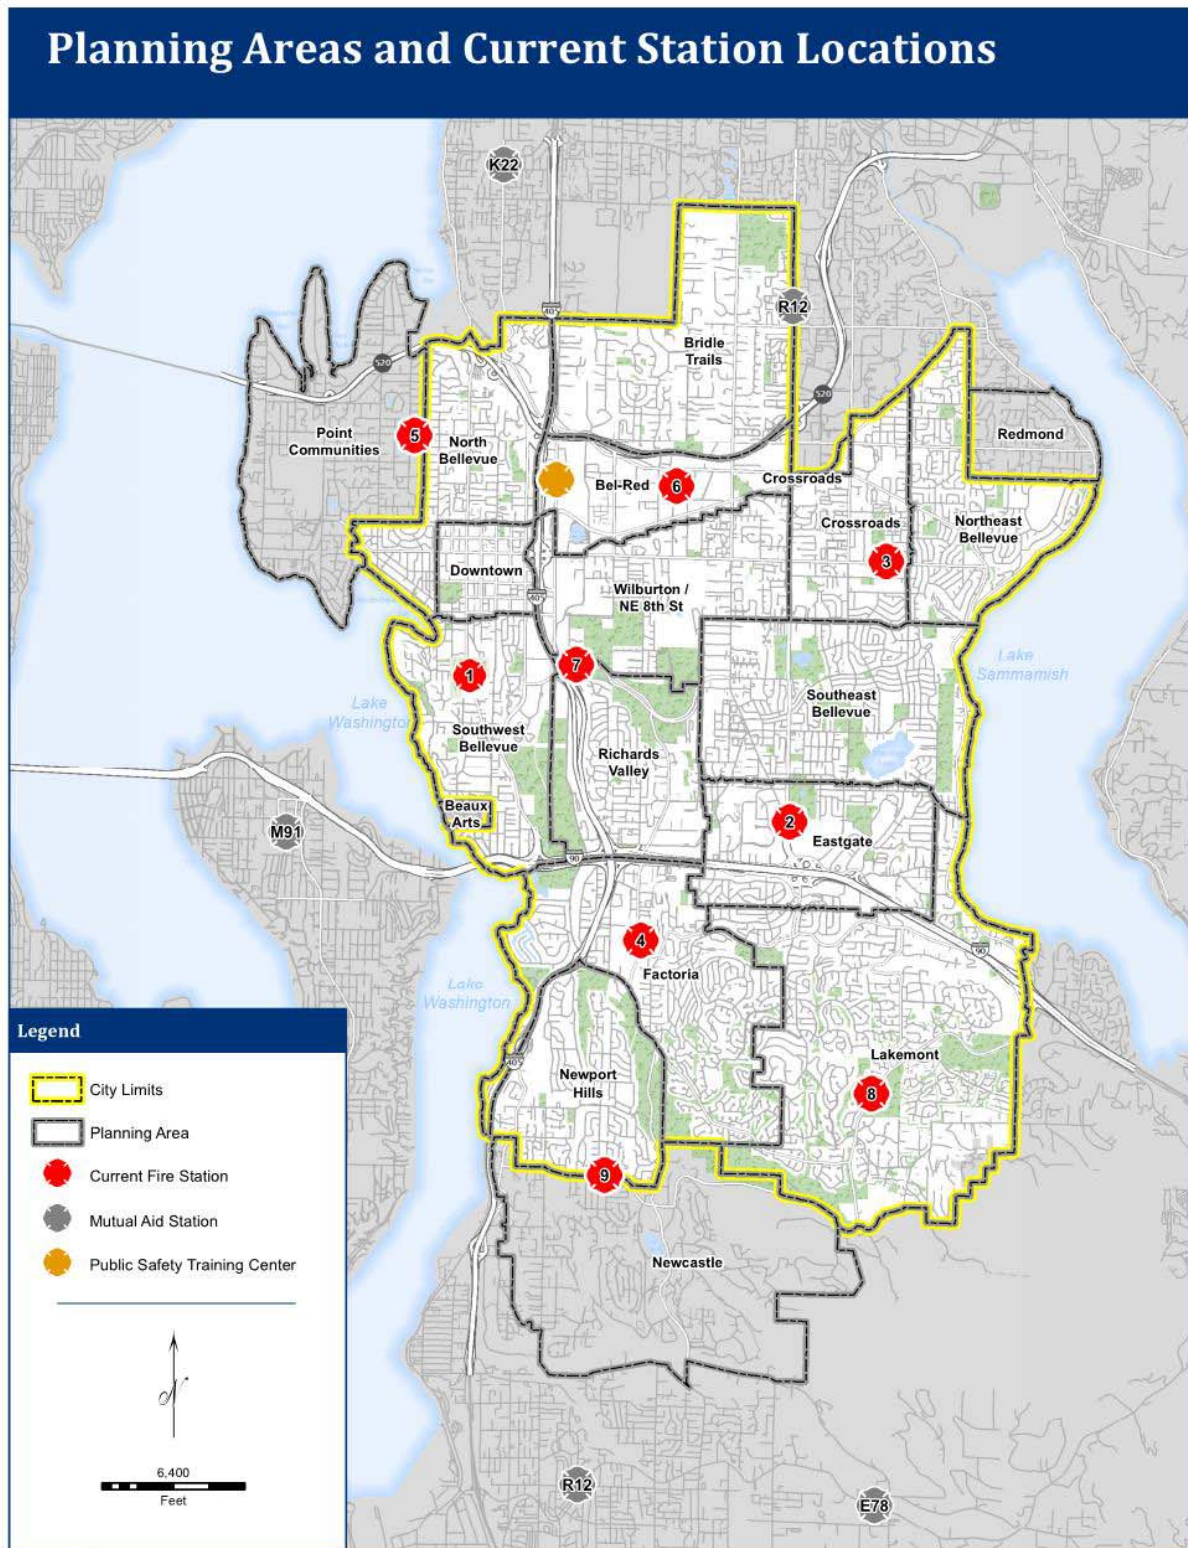 Planning Areas and Current Station Locations
K22
R12
405
Bridle
Trails
520
520
Point
Communities
5
North
Bellevue
Redmond
Bel-Red
6
Crossroads
Crossroads
Northeast
Bellevue
3
Downtown
405
Wilburton /
NE 8th St
7
1
Lake
Sammamish
Southeast
Bellevue
Lake
Washington
Southwest
Bellevue
Richards
Valley
Beaux
Arts
M91
2
Eastgate
90
4
Factoria
90
Lake
Washington
Legend
City Limits
Planning Area
Current Fire Station
Mutual Aid Station
Public Safety Training Center
N
6,400
Feet
405
Newport
Hills
Lakemont
8
9
Newcastle
R12
E78